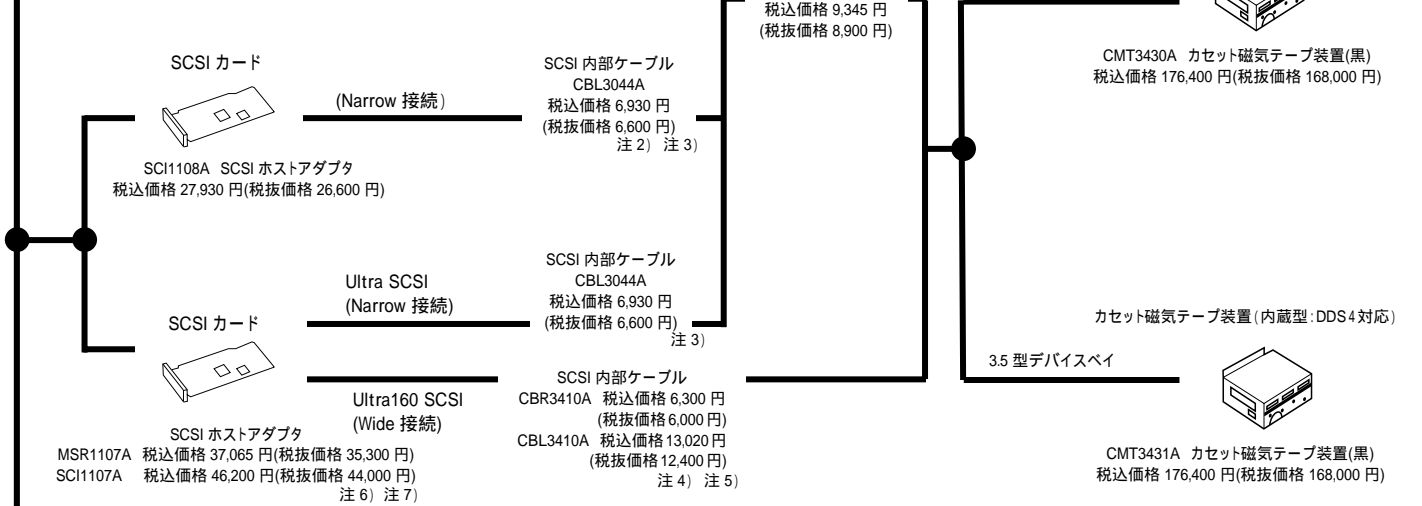 税込価格 9,345 円
(税抜価格 8,900 円)
CMT3430A カセット磁気テープ装置(黒)
税込価格 176,400 円(税抜価格 168,000 円)
SCSI カード
(Narrow 接続)
SCSI 内部ケーブル
CBL3044A
税込価格 6,930 円
(税抜価格 6,600 円)
注 2) 注 3)
SCI1108A SCSI ホストアダプタ
税込価格 27,930 円(税抜価格 26,600 円)
Ultra SCSI
(Narrow 接続)
SCSI 内部ケーブル
CBL3044A
税込価格 6,930 円
(税抜価格 6,600 円)
注 3)
SCSI カード
カセット磁気テープ装置(内蔵型:DDS4対応)
3.5 型デバイスベイ
Ultra160 SCSI
(Wide 接続)
SCSI 内部ケーブル
CBR3410A 税込価格 6,300 円
(税抜価格 6,000 円)
CBL3410A 税込価格 13,020 円
(税抜価格 12,400 円)
注 4) 注 5)
SCSI ホストアダプタ
MSR1107A 税込価格 37,065 円(税抜価格 35,300 円)
SCI1107A 税込価格 46,200 円(税抜価格 44,000 円)
注 6) 注 7)
CMT3431A カセット磁気テープ装置(黒)
税込価格 176,400 円(税抜価格 168,000 円)